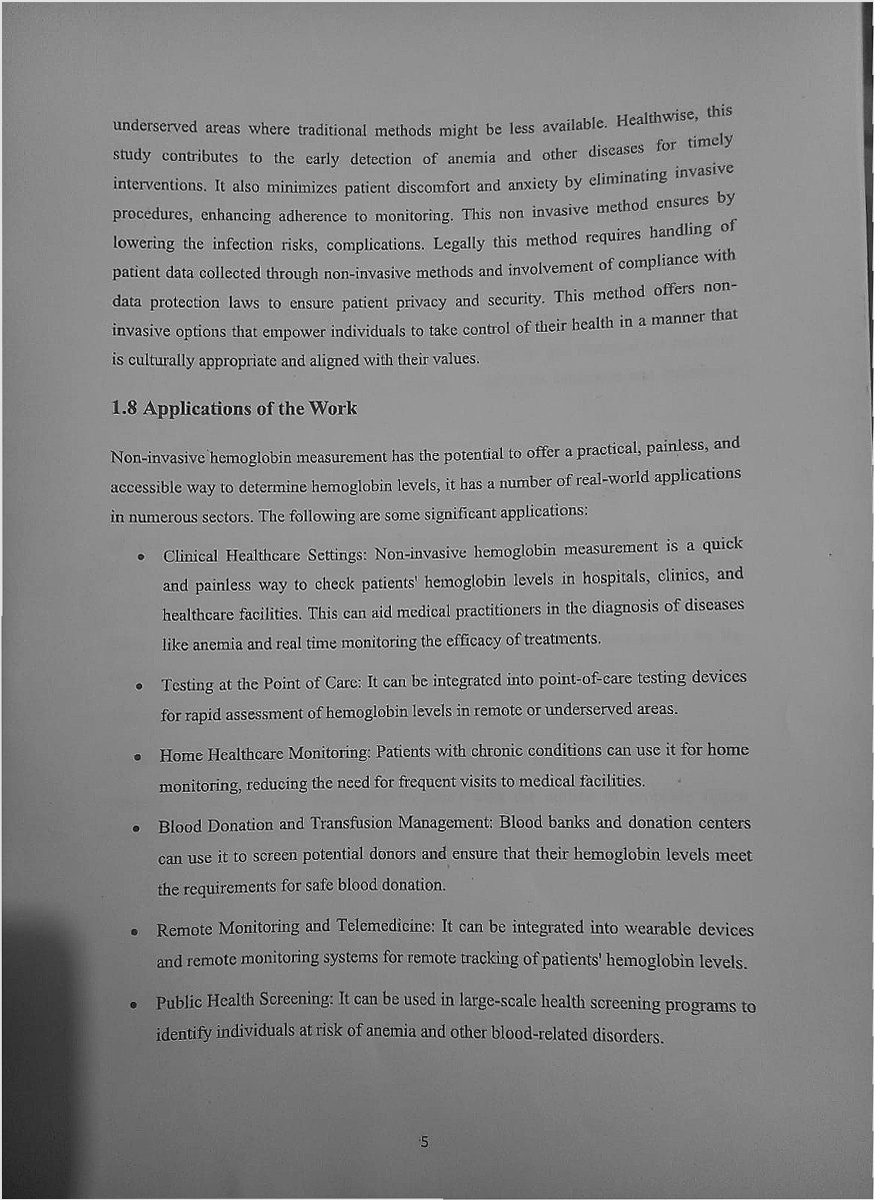 underserved areas where traditional methods might be less available. Healthwise, this
study contributes to the early detection of anemia and other diseases for timely
interventions. It also minimizes patient discomfort and anxiety by eliminating invasive
procedures, enhancing adherence to monitoring. This non invasive method ensures by
lowering the infection risks, complications. Legally this method requires handling of
patient data collected through non-invasive methods and involvement of compliance with
data protection laws to ensure patient privacy and security. This method offers non-
invasive options that empower individuals to take control of their health in a manner that
is culturally appropriate and aligned with their values.
1.8 Applications of the Work
Non-invasive hemoglobin measurement has the potential to offer a practical, painless, and
accessible way to determine hemoglobin levels, it has a number of real-world applications
in numerous sectors. The following are some significant applications:
• Clinical Healthcare Settings: Non-invasive hemoglobin measurement is a quick
and painless way to check patients' hemoglobin levels in hospitals, clinics, and
healthcare facilities. This can aid medical practitioners in the diagnosis of diseases
like anemia and real time monitoring the efficacy of treatments.
• Testing at the Point of Care: It can be integrated into point-of-care testing devices
for rapid assessment of hemoglobin levels in remote or underserved areas.
• Home Healthcare Monitoring: Patients with chronic conditions can use it for home
monitoring, reducing the need for frequent visits to medical facilities.
• Blood Donation and Transfusion Management: Blood banks and donation centers
can use it to screen potential donors and ensure that their hemoglobin levels meet
the requirements for safe blood donation.
• Remote Monitoring and Telemedicine: It can be integrated into wearable devices
and remote monitoring systems for remote tracking of patients' hemoglobin levels.
• Public Health Screening: It can be used in large-scale health screening programs to
identify individuals at risk of anemia and other blood-related disorders.
5